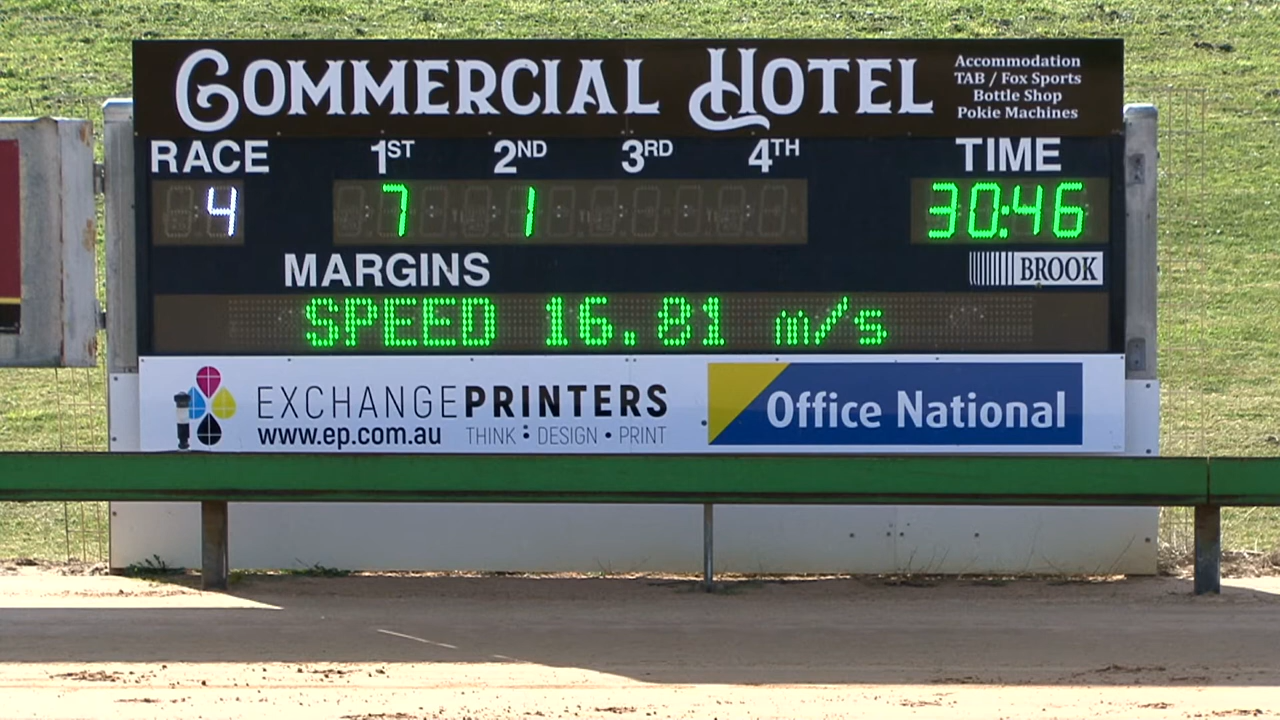 COMMERCIAL HOTEL
Accommodation
TAB / Fox Sports
Bottle Shop
Pokie Machines
RACE 1ST 2ND 3RD 4TH TIME
4 7 1 30:46
MARGINS
BROOK
SPEED 16.81 m/s
EXCHANGEPRINTERS
www.ep.com.au THINK • DESIGN • PRINT
Office National